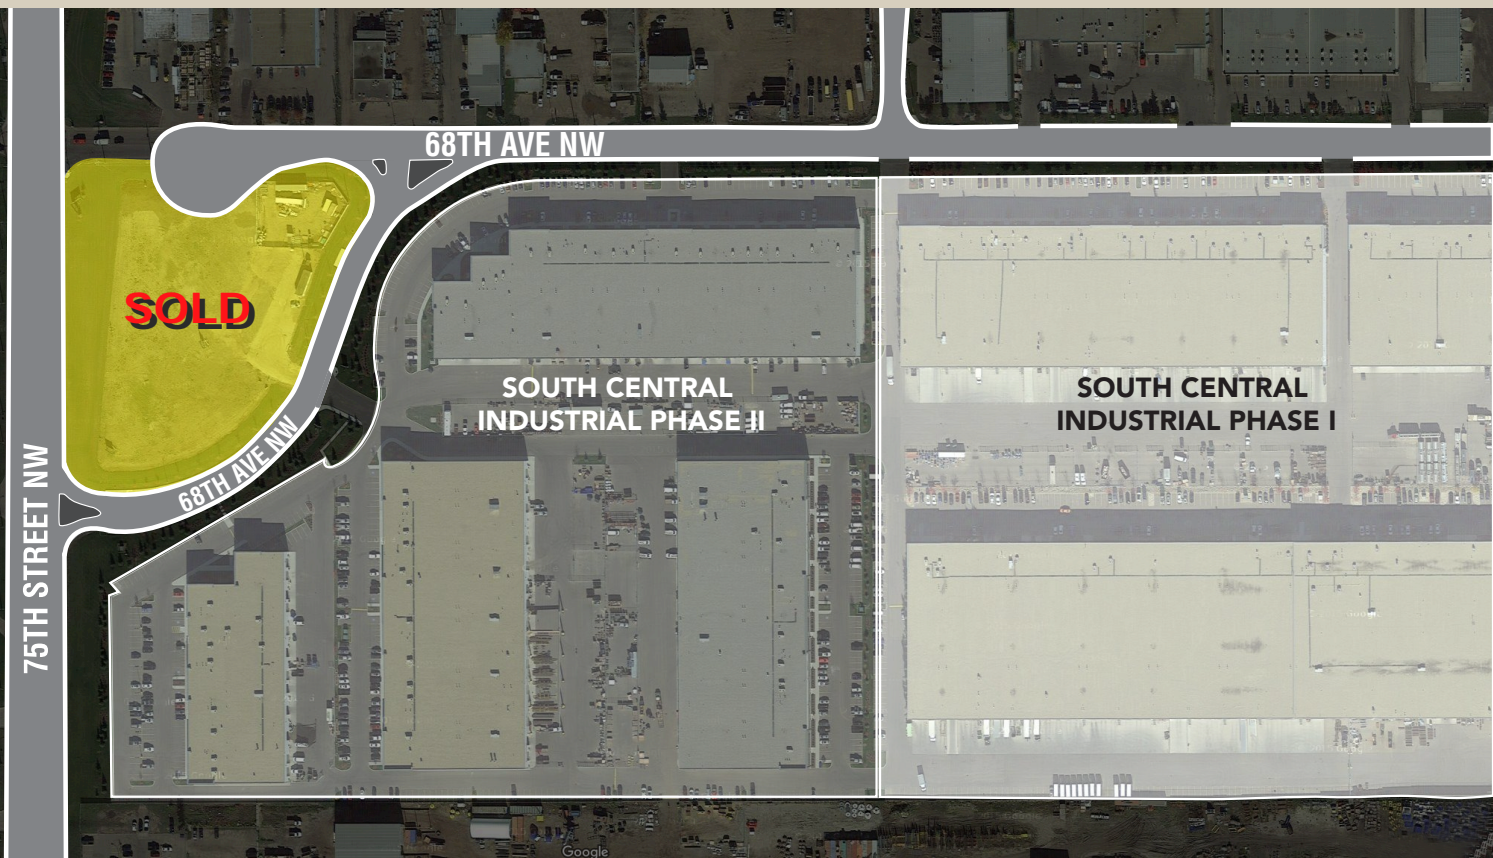 68TH AVE NW
SOLD
SOUTH CENTRAL
INDUSTRIAL PHASE II
SOUTH CENTRAL
INDUSTRIAL PHASE I
68TH AVE NW
75TH STREET NW
Google